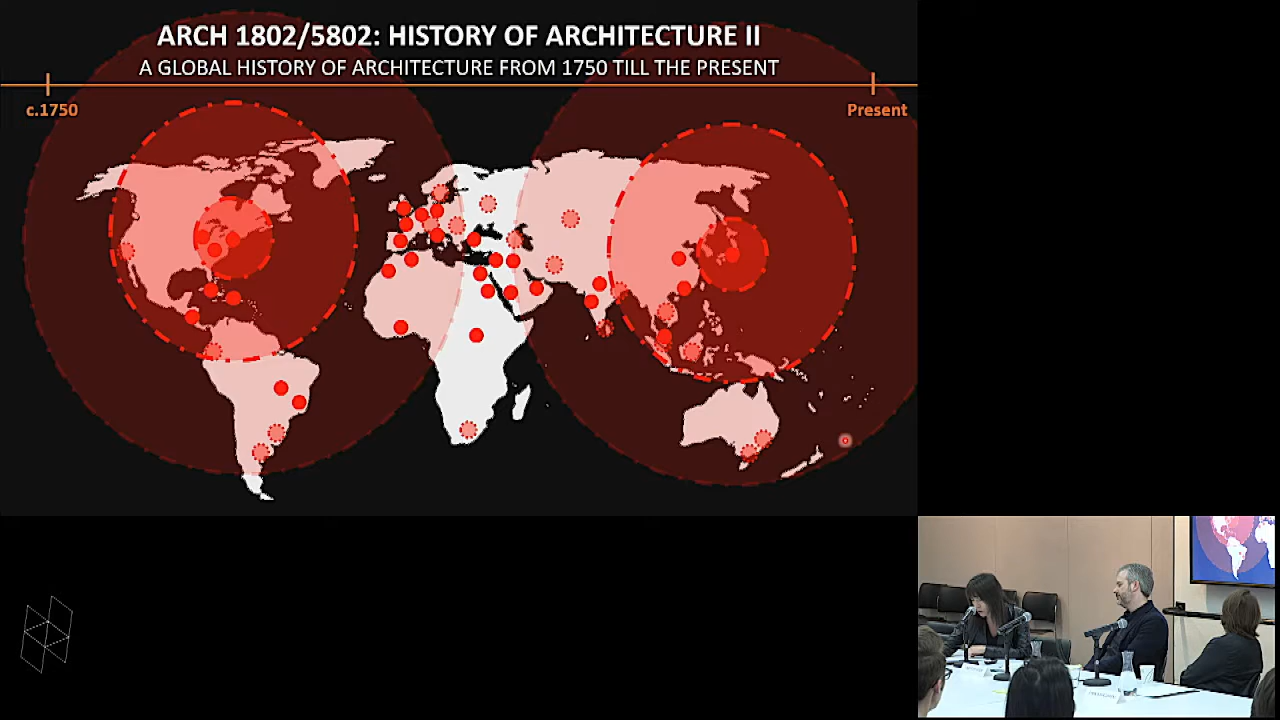 ARCH 1802/5802: HISTORY OF ARCHITECTURE II
A GLOBAL HISTORY OF ARCHITECTURE FROM 1750 TILL THE PRESENT
c.1750
Present